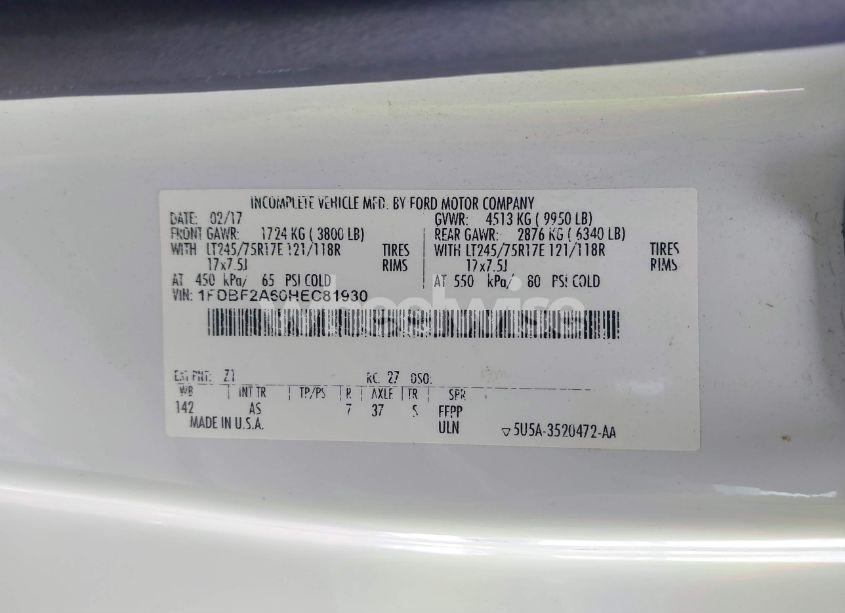 INCOMPLETE VEHICLE MFD. BY FORD MOTOR COMPANY
DATE: 02/17 GVWR: 4513 KG ( 9950 LB)
FRONT GAWR: 1724 KG ( 3800 LB) REAR GAWR: 2876 KG ( 6340 LB)
WITH LT245/75R17E 121/118R TIRES WITH LT245/75R17E 121/118R TIRES
17x7.5J RIMS 17x7.5J RIMS
AT 450 kPa/ 65 PSI COLD AT 550 kPa/ 80 PSI COLD
VIN: 1FDBF2A60HEC81930
wheelwise
EXT PNT: Z1 RC: 27 DSO:
WB INT TR TP/PS R AXLE TR SPR
142 AS 7 37 S FFPP
MADE IN U.S.A. ULN ▽5U5A-3520472-AA